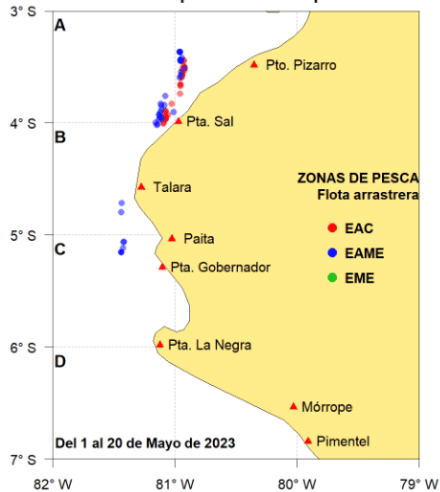 3° S
A
Pto. Pizarro
4° S
Pta. Sal
B
ZONAS DE PESCA
Flota arrastrera
Talara
EAC
Paita
EAME
5° S
C
Pta. Gobernador
EME
6° S
Pta. La Negra
D
Mórrope
Del 1 al 20 de Mayo de 2023
Pimentel
7° S
82° W
81° W
80° W
79° W